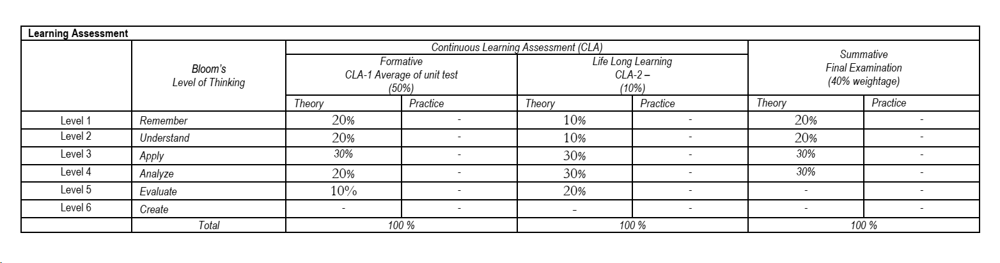 Learning Assessment
Bloom's
Level of Thinking
Continuous Learning Assessment (CLA)
Summative
Final Examination
(40% weightage)
Formative
CLA-1 Average of unit test
(50%)
Life Long Learning
CLA-2 –
(10%)
Theory Practice Theory Practice Theory Practice
Level 1 Remember 20% - 10% - 20% -
Level 2 Understand 20% - 10% - 20% -
Level 3 Apply 30% - 30% - 30% -
Level 4 Analyze 20% - 30% - 30% -
Level 5 Evaluate 10% - 20% - - -
Level 6 Create - - – - - -
Total 100 % 100 % 100 %